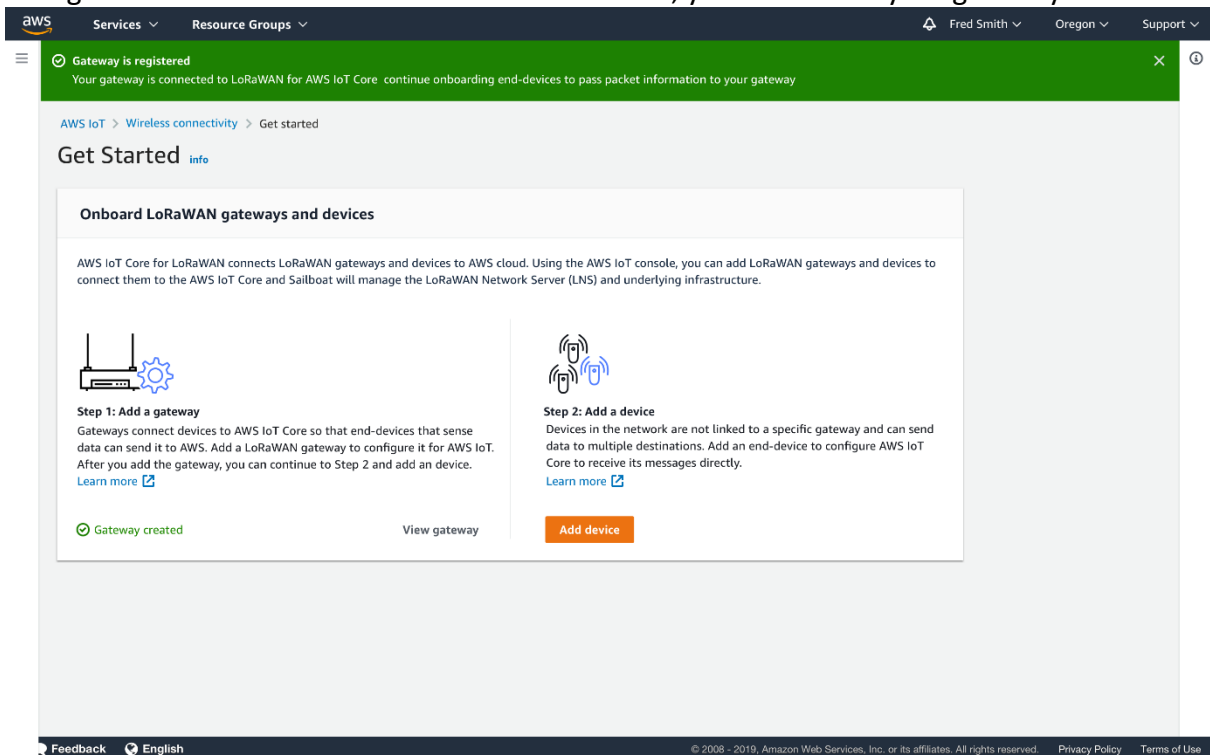 aws Services Resource Groups Fred Smith Oregon Support
Gateway is registered
Your gateway is connected to LoRaWAN for AWS IoT Core continue onboarding end-devices to pass packet information to your gateway
AWS IoT > Wireless connectivity > Get started
Get Started info
Onboard LoRaWAN gateways and devices
AWS IoT Core for LoRaWAN connects LoRaWAN gateways and devices to AWS cloud. Using the AWS IoT console, you can add LoRaWAN gateways and devices to
connect them to the AWS IoT Core and Sailboat will manage the LoRaWAN Network Server (LNS) and underlying infrastructure.
Step 1: Add a gateway
Gateways connect devices to AWS IoT Core so that end-devices that sense
data can send it to AWS. Add a LoRaWAN gateway to configure it for AWS IoT.
After you add the gateway, you can continue to Step 2 and add an device.
Learn more
Gateway created View gateway
Step 2: Add a device
Devices in the network are not linked to a specific gateway and can send
data to multiple destinations. Add an end-device to configure AWS IoT
Core to receive its messages directly.
Learn more
Add device
Feedback English © 2008 - 2019, Amazon Web Services, Inc. or its affiliates. All rights reserved. Privacy Policy Terms of Use